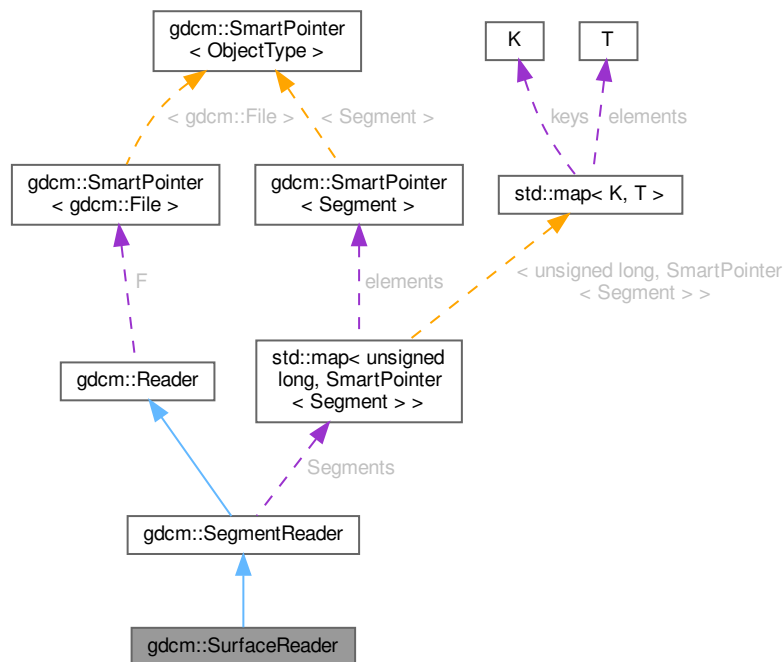 gdcm::SmartPointer
< ObjectType >
K
T
< gdcm::File >
< Segment >
keys
elements
gdcm::SmartPointer
< gdcm::File >
gdcm::SmartPointer
< Segment >
std::map< K, T >
F
elements
< unsigned long, SmartPointer
< Segment > >
gdcm::Reader
std::map< unsigned
long, SmartPointer
< Segment > >
Segments
gdcm::SegmentReader
gdcm::SurfaceReader